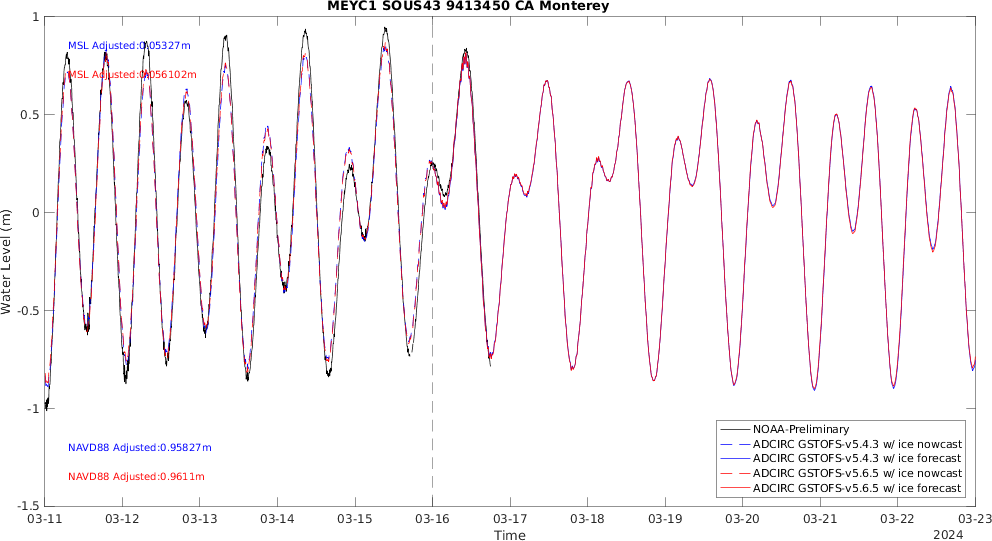 MEYC1 SOUS43 9413450 CA Monterey
1
MSL Adjusted:0.05327m
MSL Adjusted:0.056102m
0.5
0
Water Level (m)
-0.5
-1
NAVD88 Adjusted:0.95827m
NAVD88 Adjusted:0.9611m
NOAA-Preliminary
ADCIRC GSTOFS-v5.4.3 w/ ice nowcast
ADCIRC GSTOFS-v5.4.3 w/ ice forecast
ADCIRC GSTOFS-v5.6.5 w/ ice nowcast
ADCIRC GSTOFS-v5.6.5 w/ ice forecast
-1.5
03-11 03-12 03-13 03-14 03-15 03-16 03-17 03-18 03-19 03-20 03-21 03-22 03-23
Time
2024